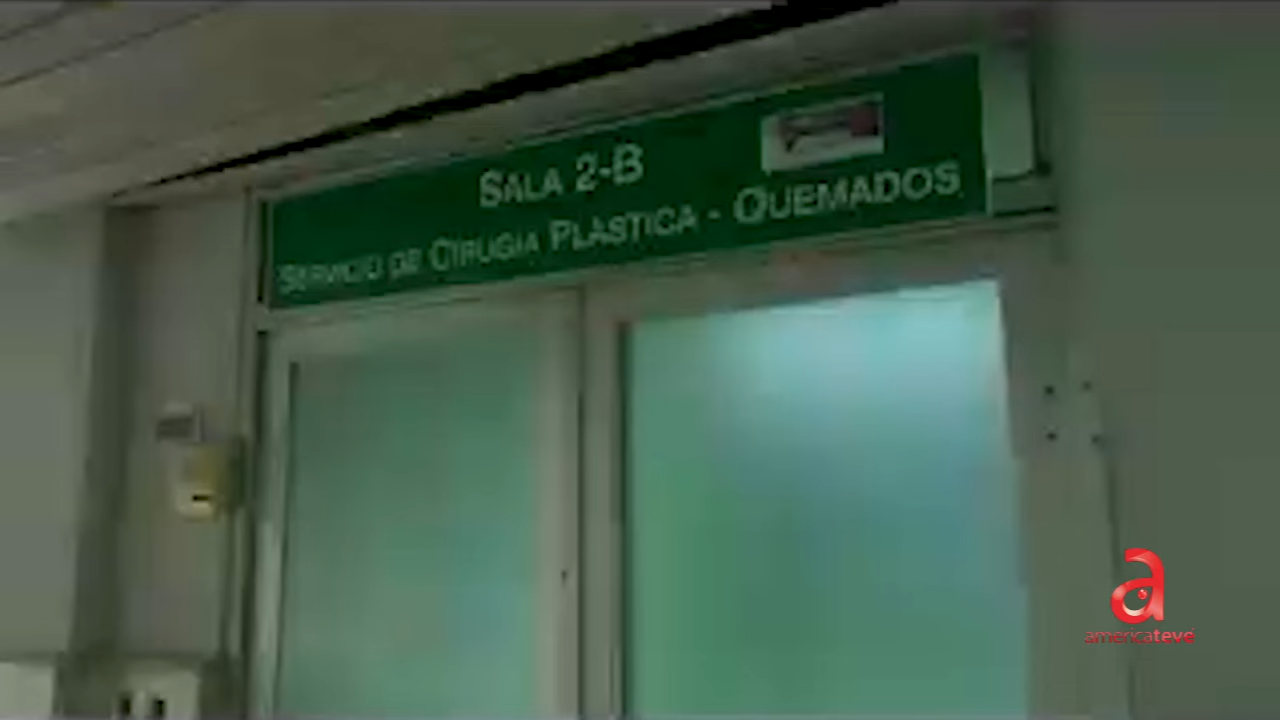 SALA 2-B
SERVICIO DE CIRUGIA PLASTICA - QUEMADOS
a
americateve